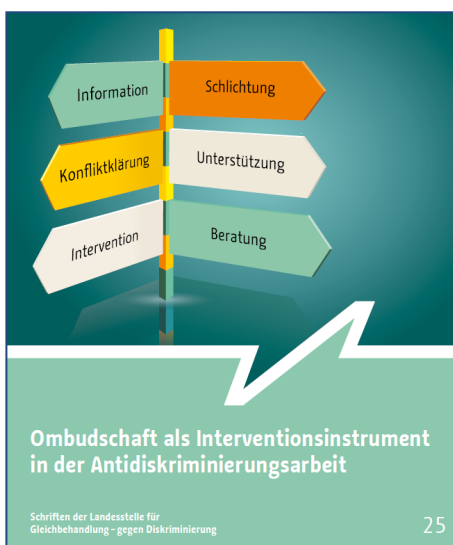 Information
Schlichtung
Konfliktklärung
Unterstützung
Intervention
Beratung
Ombudschaft als Interventionsinstrument
in der Antidiskriminierungsarbeit
Schriften der Landesstelle für
Gleichbehandlung – gegen Diskriminierung
25